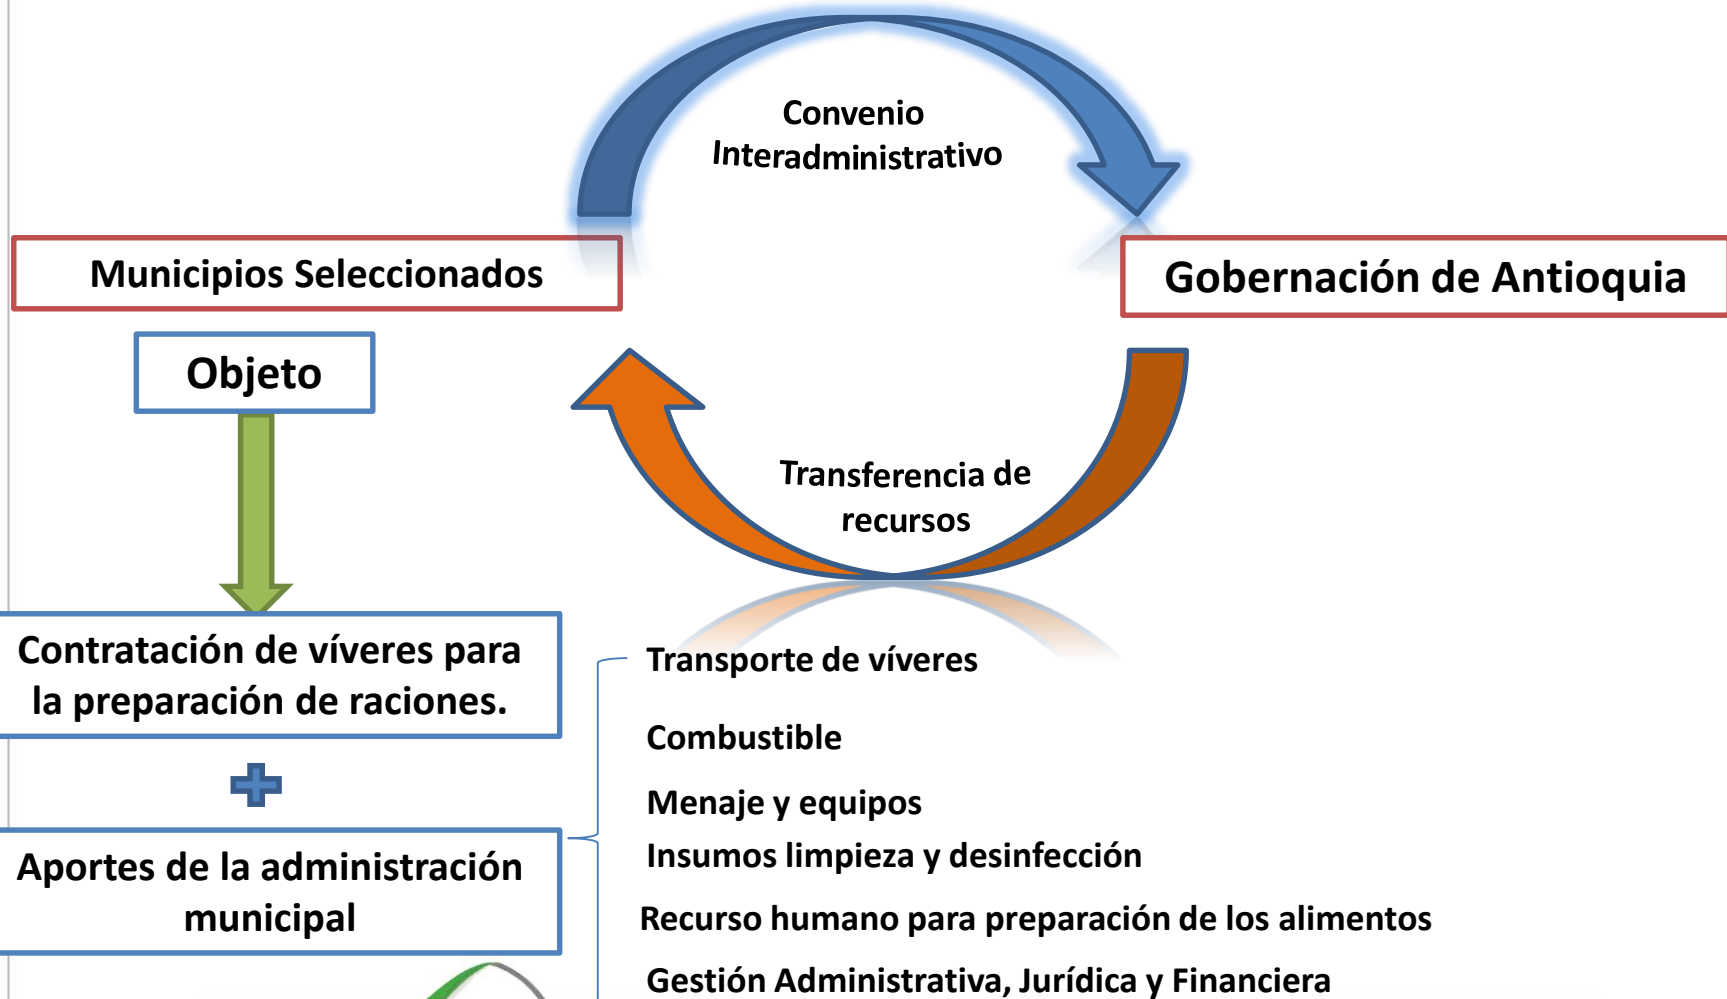 Convenio
Interadministrativo
Municipios Seleccionados
Gobernación de Antioquia
Objeto
Transferencia de
recursos
Contratación de víveres para
la preparación de raciones.
Aportes de la administración
municipal
Transporte de víveres
Combustible
Menaje y equipos
Insumos limpieza y desinfección
Recurso humano para preparación de los alimentos
Gestión Administrativa, Jurídica y Financiera